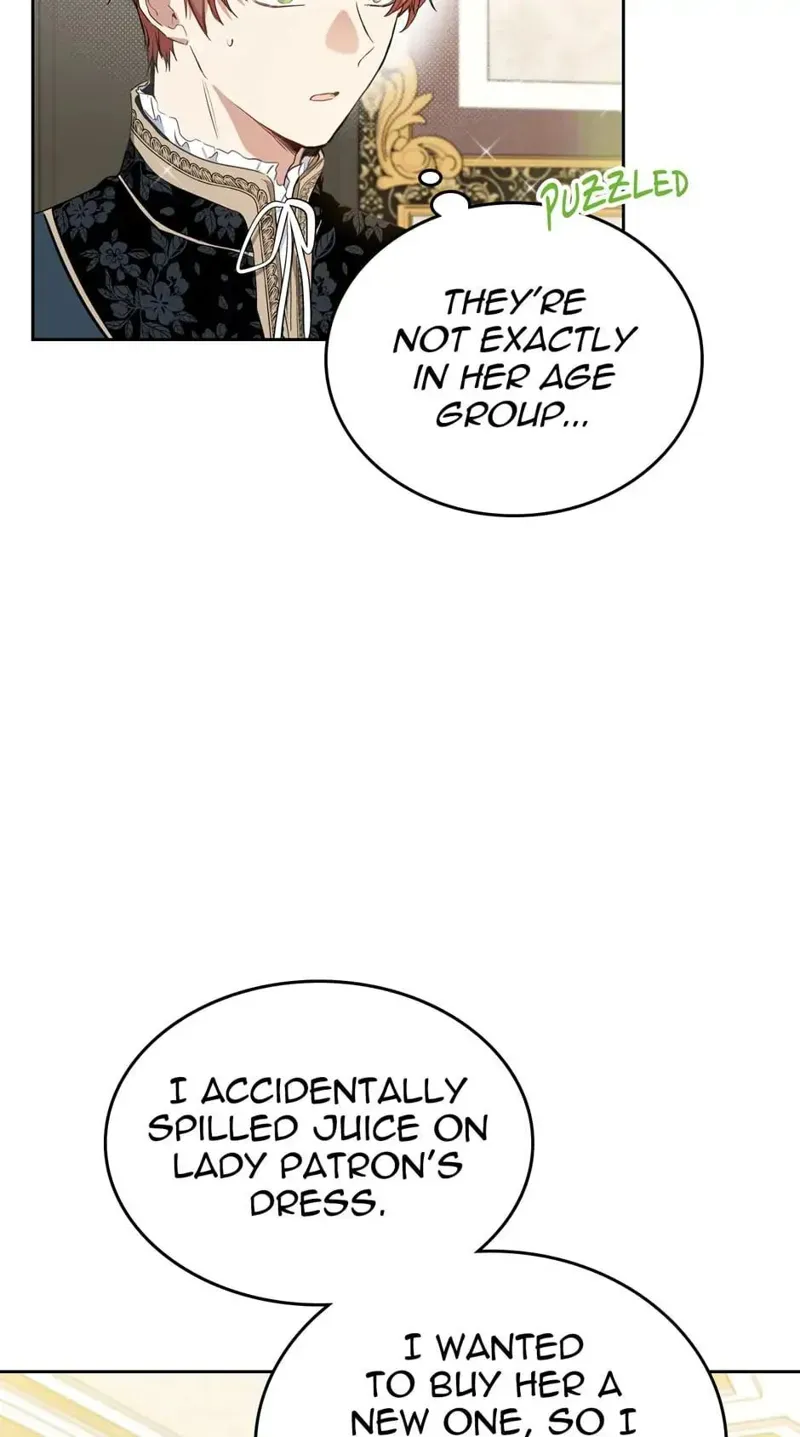 PUZZLED
THEY'RE
NOT EXACTLY
IN HER AGE
GROUP...
I ACCIDENTALLY
SPILLED JUICE ON
LADY PATRON'S
DRESS.
I WANTED
TO BUY HER A
NEW ONE, SO I